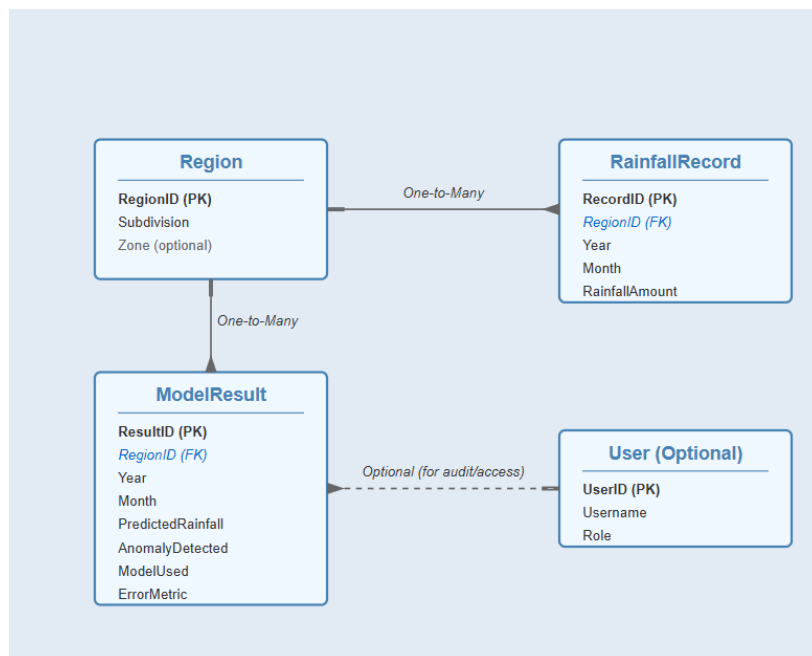 Region
RegionID (PK)
Subdivision
Zone (optional)
One-to-Many
RainfallRecord
RecordID (PK)
RegionID (FK)
Year
Month
RainfallAmount
One-to-Many
ModelResult
ResultID (PK)
RegionID (FK)
Year
Month
PredictedRainfall
AnomalyDetected
ModelUsed
ErrorMetric
Optional (for audit/access)
User (Optional)
UserID (PK)
Username
Role